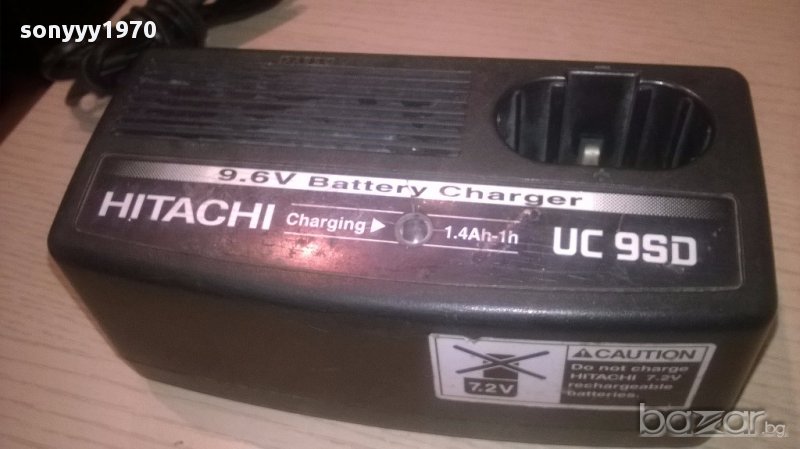 sonyyy1970
9.6V Battery Charger
HITACHI Charging ▶ 1.4Ah-1h UC 9SD
7.2V
⚠CAUTION
Do not charge
HITACHI 7.2V
rechargeable
batteries.
bazar.bg